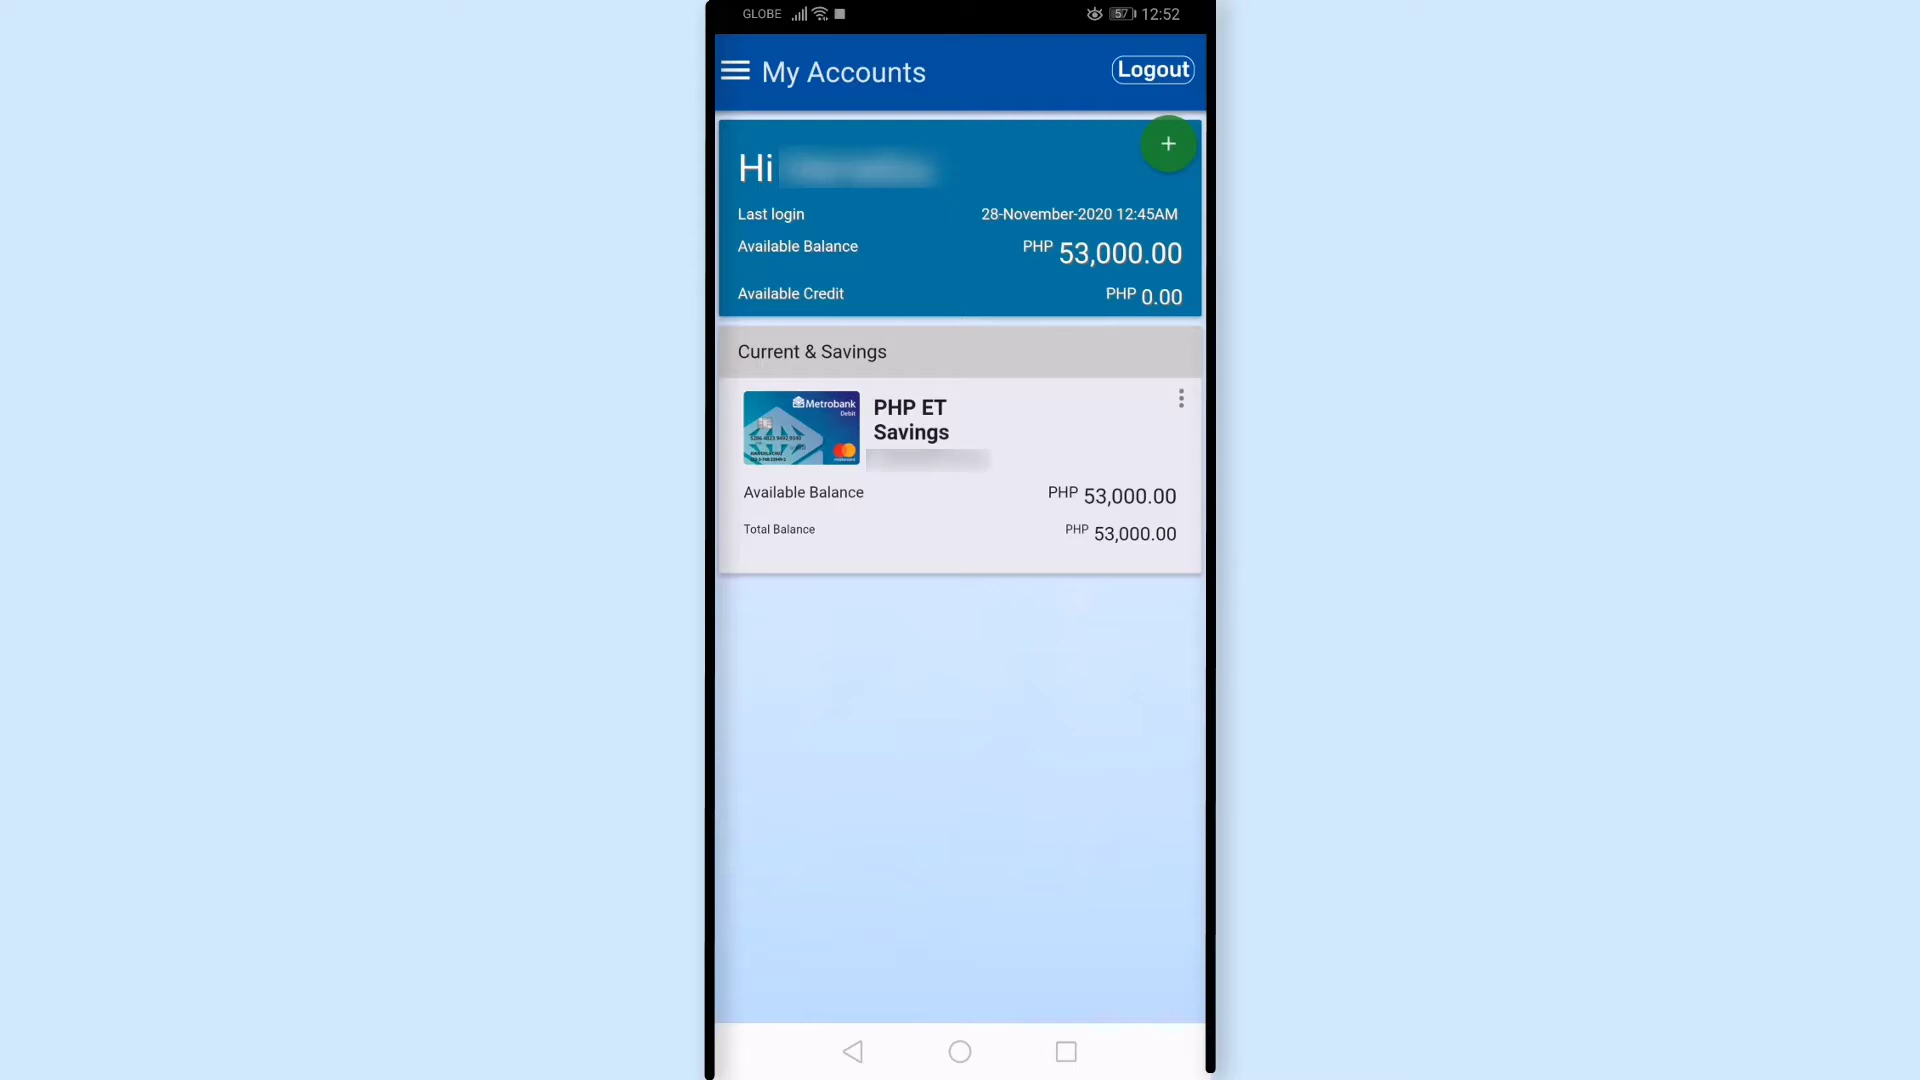 GLOBE 57 12:52
My Accounts Logout
+
Hi
Last login 28-November-2020 12:45AM
Available Balance PHP 53,000.00
Available Credit PHP 0.00
Current & Savings
Metrobank
Debit
PHP ET
Savings
Available Balance PHP 53,000.00
Total Balance PHP 53,000.00